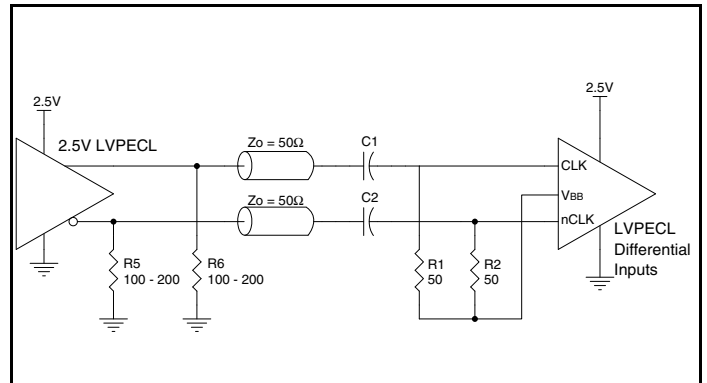 2.5V
2.5V
2.5V LVPECL
Zo = 50Ω
C1
CLK
VBB
Zo = 50Ω
C2
nCLK
LVPECL
Differential
Inputs
R5
100 - 200
R6
100 - 200
R1
50
R2
50